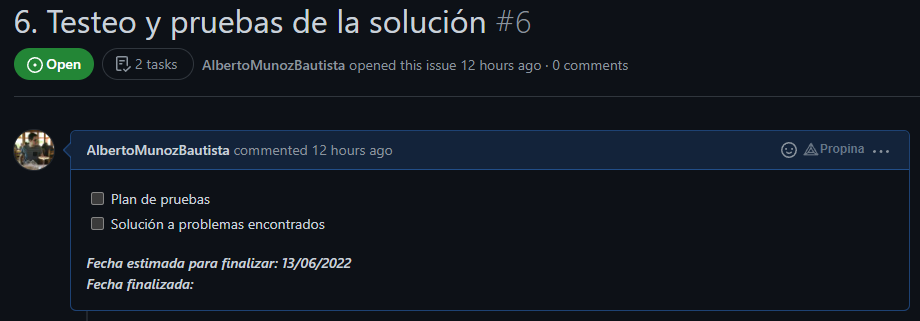 6. Testeo y pruebas de la solución #6
Open 2 tasks AlbertoMunozBautista opened this issue 12 hours ago · 0 comments
AlbertoMunozBautista commented 12 hours ago Propina ...
Plan de pruebas
Solución a problemas encontrados
Fecha estimada para finalizar: 13/06/2022
Fecha finalizada: